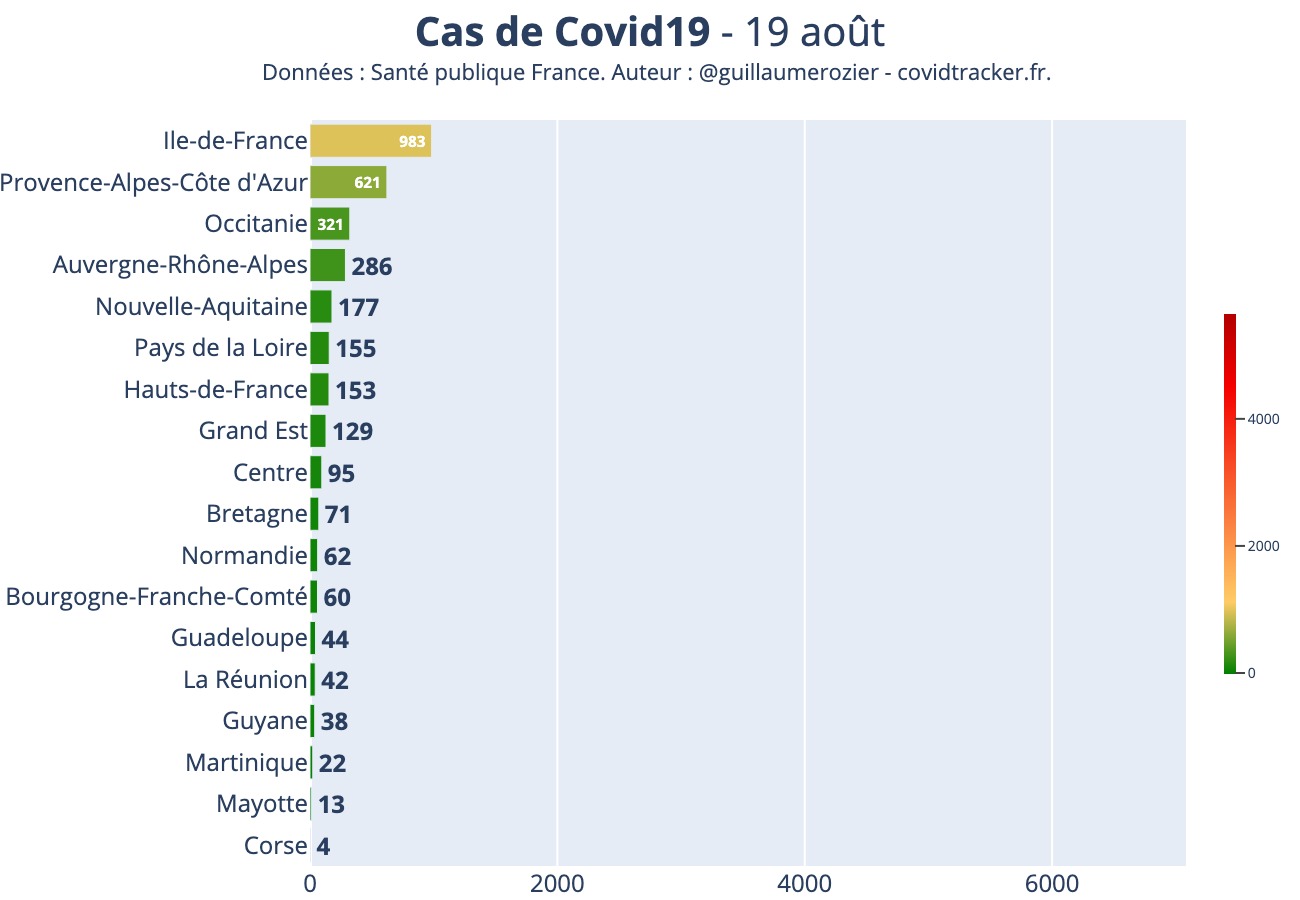 Cas de Covid19 - 19 août
Données : Santé publique France. Auteur : @guillaumerozier - covidtracker.fr.
Ile-de-France 983
Provence-Alpes-Côte d'Azur 621
Occitanie 321
Auvergne-Rhône-Alpes 286
Nouvelle-Aquitaine 177
Pays de la Loire 155
Hauts-de-France 153
Grand Est 129
Centre 95
Bretagne 71
Normandie 62
Bourgogne-Franche-Comté 60
Guadeloupe 44
La Réunion 42
Guyane 38
Martinique 22
Mayotte 13
Corse 4
0 2000 4000 6000
4000
2000
0